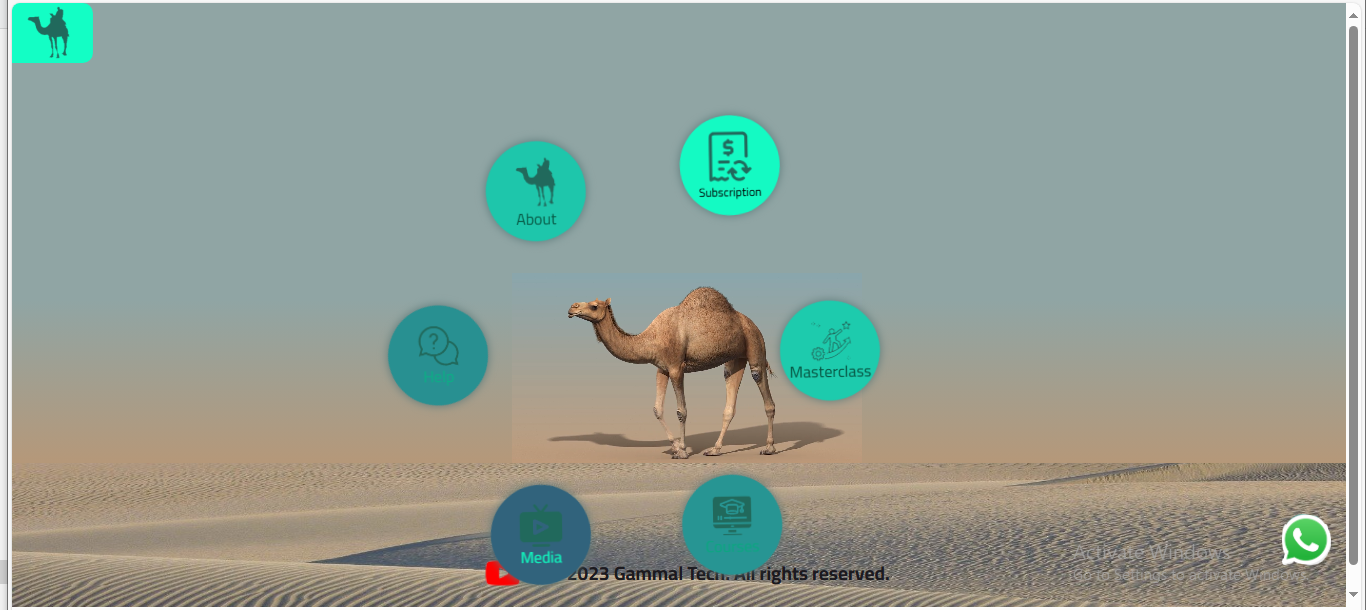 Subscription
About
Masterclass
Help
Media
2023 Gammal Tech. All rights reserved.
Activate Windows
Go to Settings to activate Windows.